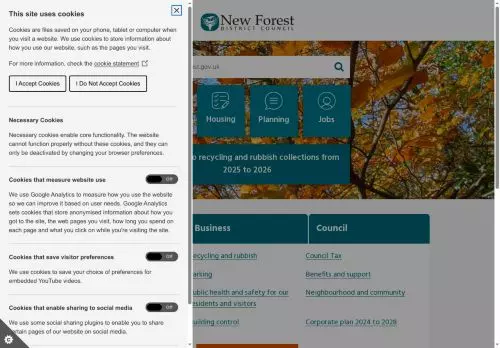 This site uses cookies
Cookies are files saved on your phone, tablet or computer when
you visit a website. We use cookies to store information about
how you use our website, such as the pages you visit.
For more information, check the cookie statement
I Accept Cookies
I Do Not Accept Cookies
Necessary Cookies
Necessary cookies enable core functionality. The website
cannot function properly without these cookies, and they can
only be deactivated by changing your browser preferences.
Cookies that measure website use
Off
We use Google Analytics to measure how you use the website
so we can improve it based on user needs. Google Analytics
sets cookies that store anonymised information about how you
got to the site, the web pages you visit, how long you spend on
each page and what you click on while you're visiting the site.
Cookies that save visitor preferences
Off
We use cookies to save your choice of preferences for
embedded YouTube videos.
Cookies that enable sharing to social media
Off
We use some social sharing plugins to enable you to share
certain pages of our website on social media.
New Forest
DISTRICT COUNCIL
st.gov.uk
Housing
Planning
Jobs
o recycling and rubbish collections from
2025 to 2026
Business
Council
ecycling and rubbish
Council Tax
arking
Benefits and support
ublic health and safety for our
esidents and visitors
Neighbourhood and community
uilding control
Corporate plan 2024 to 2028